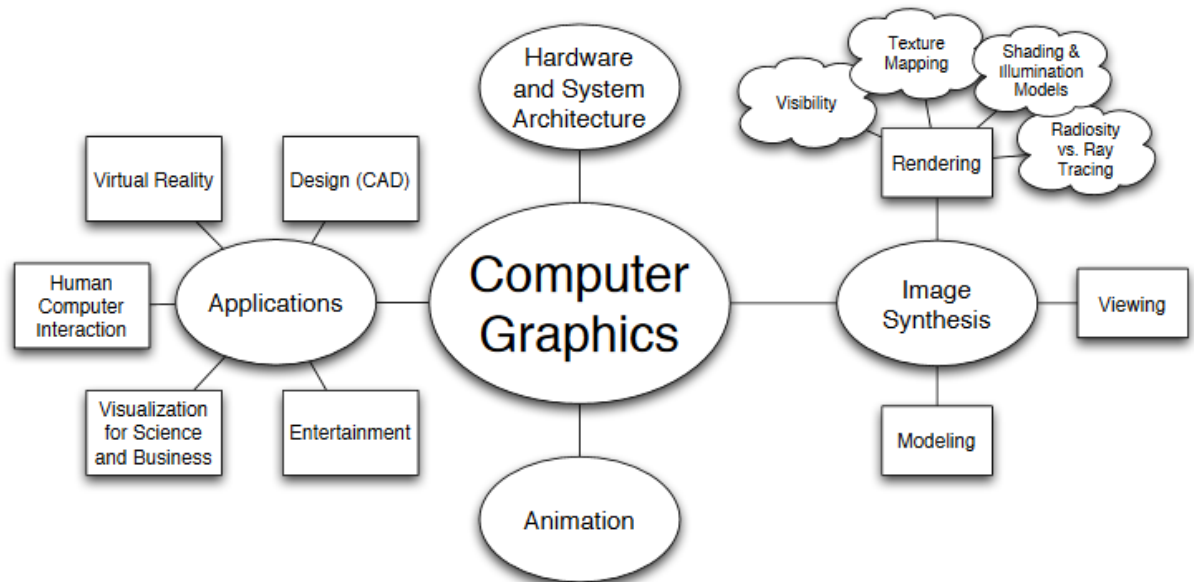 Hardware
and System
Architecture
Texture
Mapping
Shading &
Illumination
Models
Visibility
Radiosity
vs. Ray
Tracing
Rendering
Virtual Reality
Design (CAD)
Human
Computer
Interaction
Applications
Computer
Graphics
Image
Synthesis
Viewing
Visualization
for Science
and Business
Entertainment
Modeling
Animation